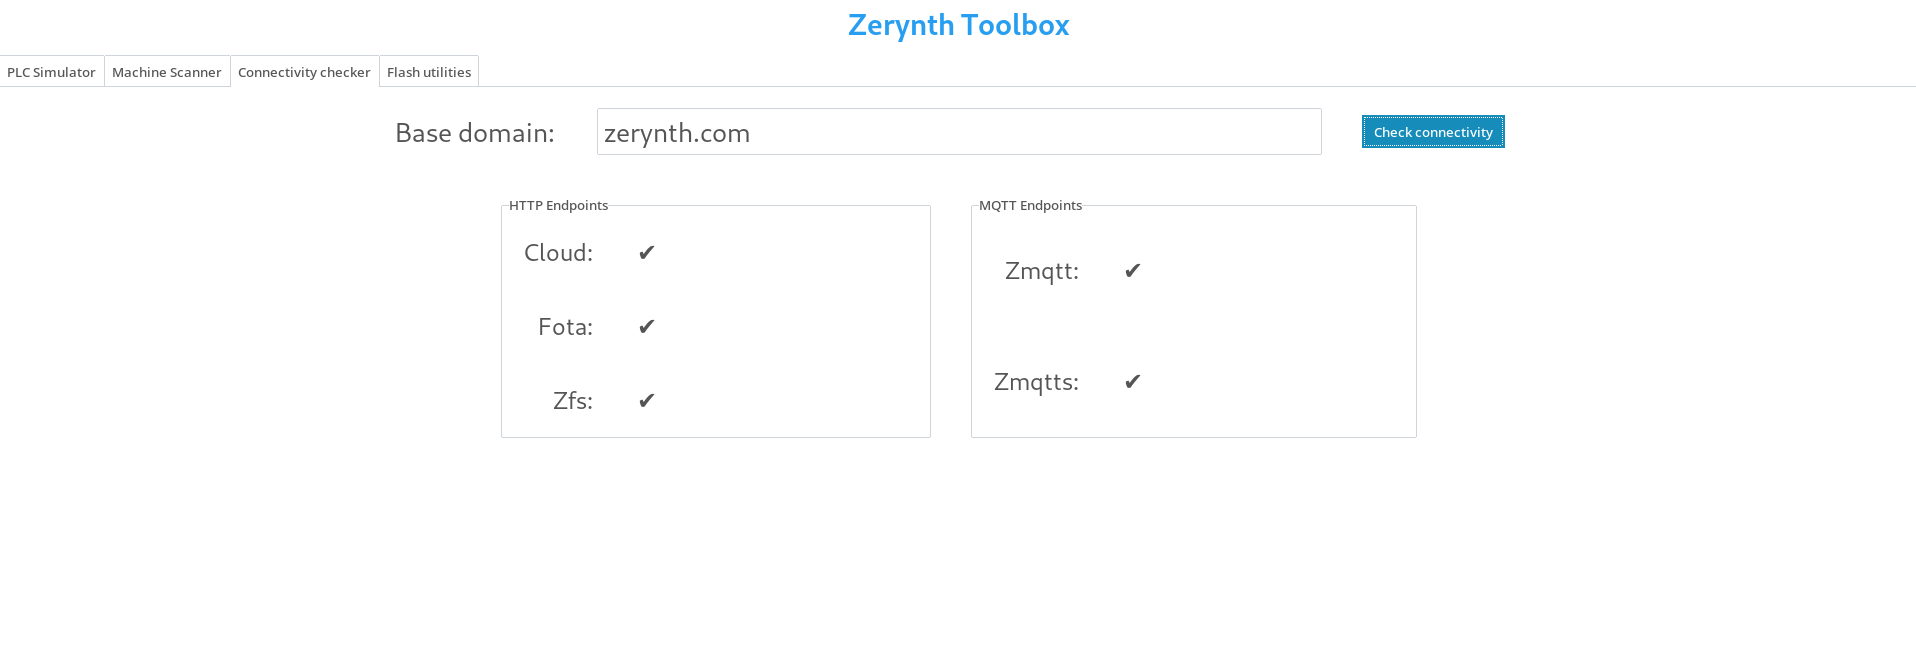 Zerynth Toolbox
PLC Simulator Machine Scanner Connectivity checker Flash utilities
Base domain: zerynth.com Check connectivity
HTTP Endpoints
Cloud: ✔
Fota: ✔
Zfs: ✔
MQTT Endpoints
Zmqtt: ✔
Zmqtts: ✔